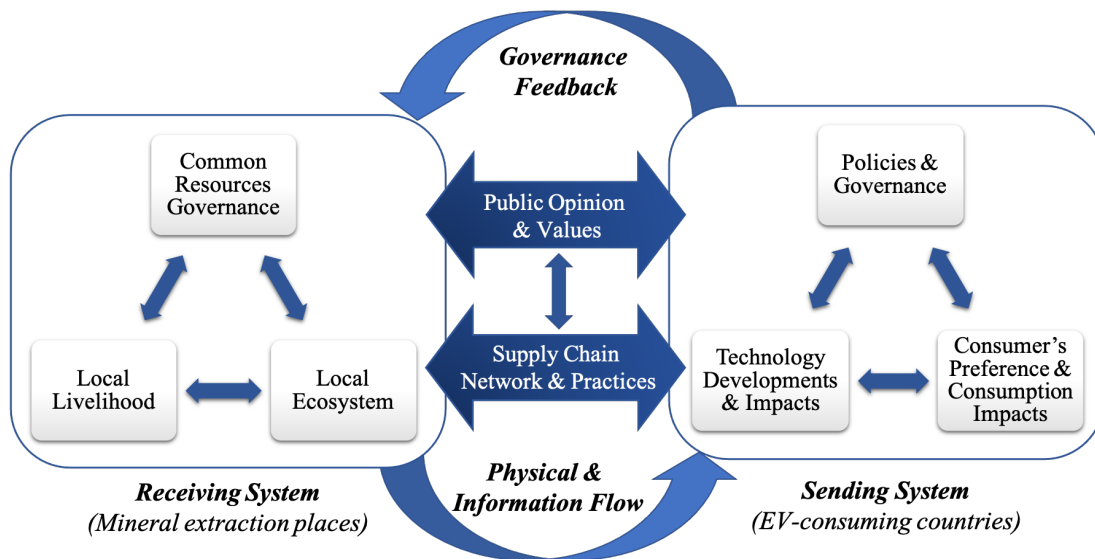 Governance
Feedback
Common
Resources
Governance
Local
Livelihood
Local
Ecosystem
Public Opinion
& Values
Supply Chain
Network & Practices
Policies &
Governance
Technology
Developments
& Impacts
Consumer's
Preference &
Consumption
Impacts
Physical &
Information Flow
Receiving System
(Mineral extraction places)
Sending System
(EV-consuming countries)